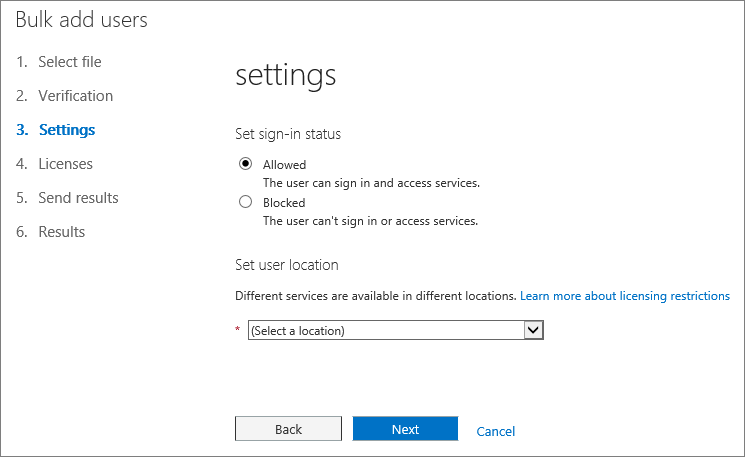 Bulk add users
1. Select file
2. Verification
3. Settings
4. Licenses
5. Send results
6. Results
settings
Set sign-in status
Allowed
The user can sign in and access services.
Blocked
The user can't sign in or access services.
Set user location
Different services are available in different locations. Learn more about licensing restrictions
* (Select a location)
Back Next Cancel